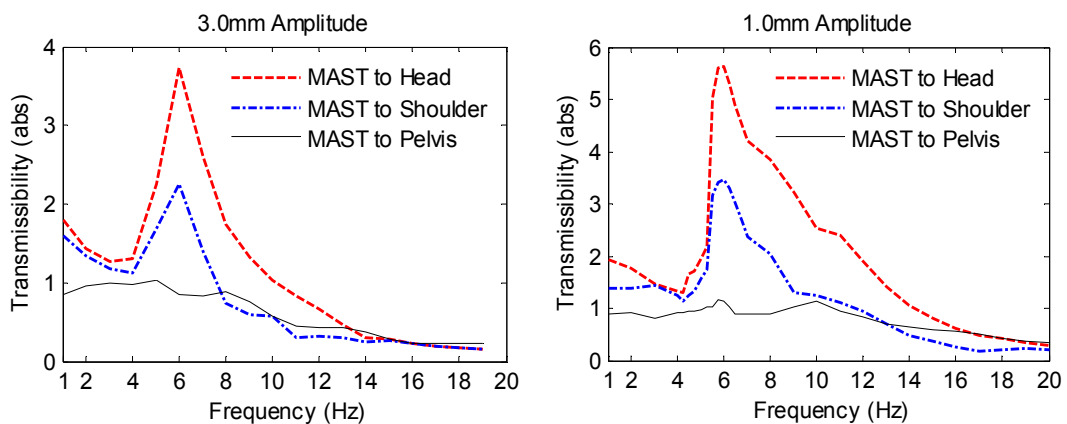 3.0mm Amplitude
Transmissibility (abs)
4
3
2
1
0
MAST to Head
MAST to Shoulder
MAST to Pelvis
1 2 4 6 8 10 12 14 16 18 20
Frequency (Hz)
1.0mm Amplitude
Transmissibility (abs)
6
5
4
3
2
1
0
MAST to Head
MAST to Shoulder
MAST to Pelvis
1 2 4 6 8 10 12 14 16 18 20
Frequency (Hz)